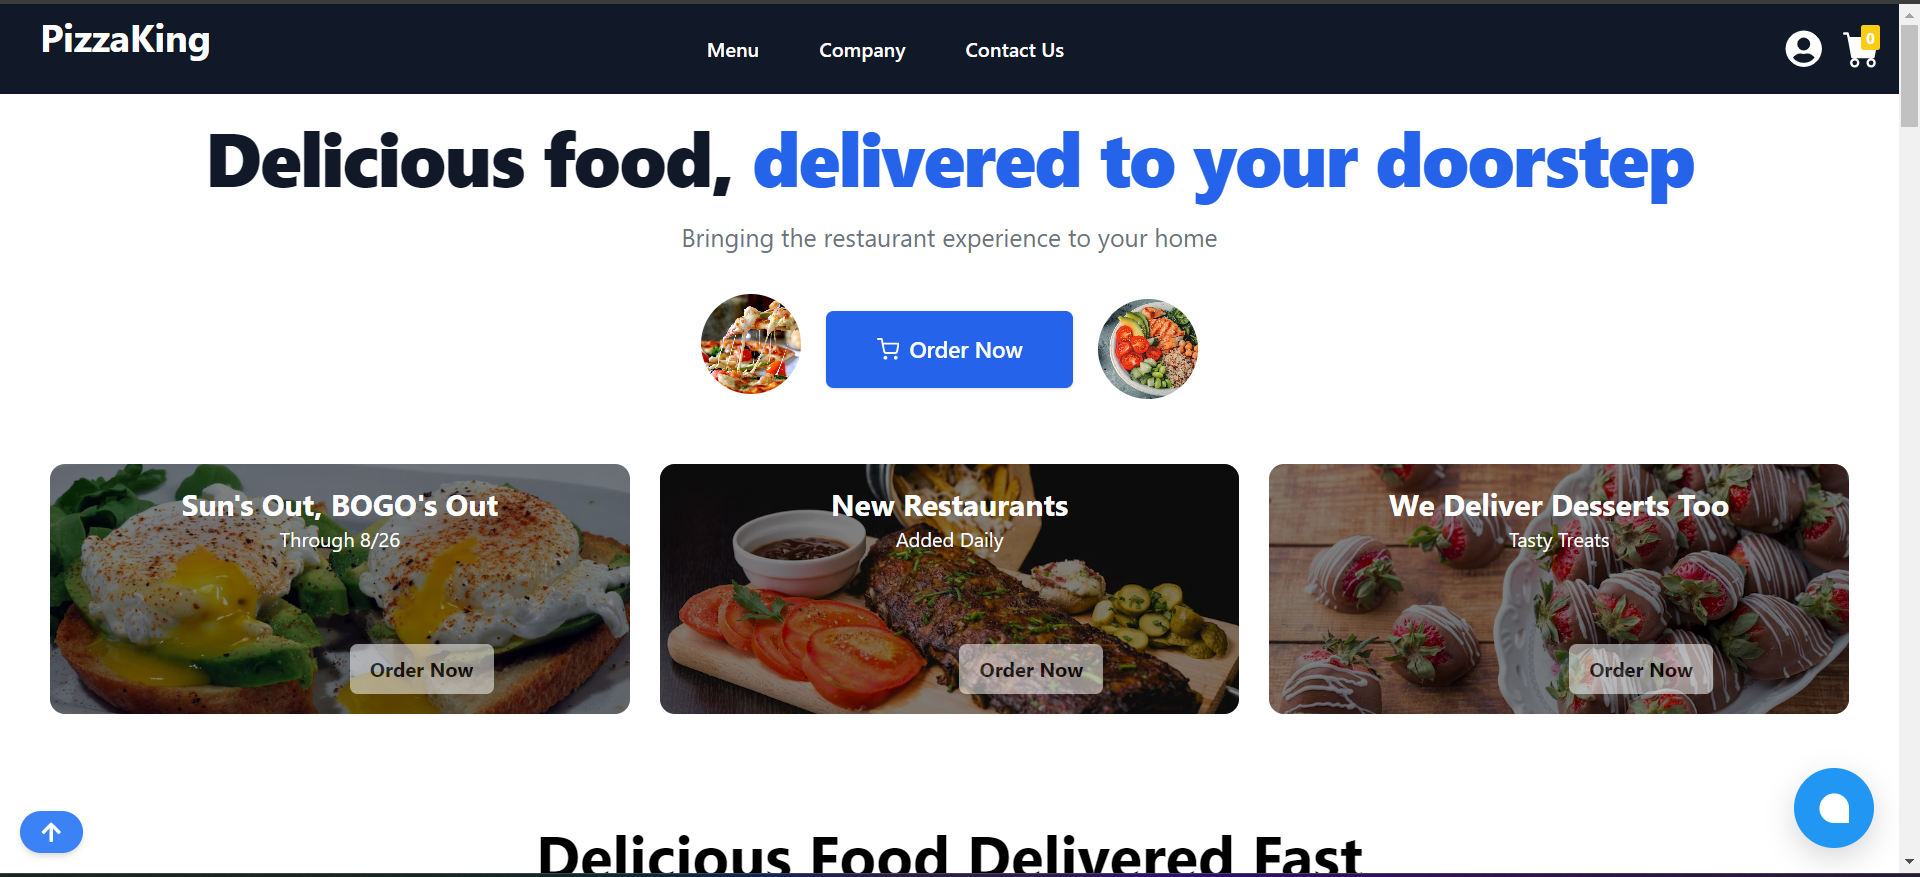 PizzaKing
Menu
Company
Contact Us
0
Delicious food, delivered to your doorstep
Bringing the restaurant experience to your home
Order Now
Sun's Out, BOGO's Out
Through 8/26
Order Now
New Restaurants
Added Daily
Order Now
We Deliver Desserts Too
Tasty Treats
Order Now
Delicious Food Delivered Fast